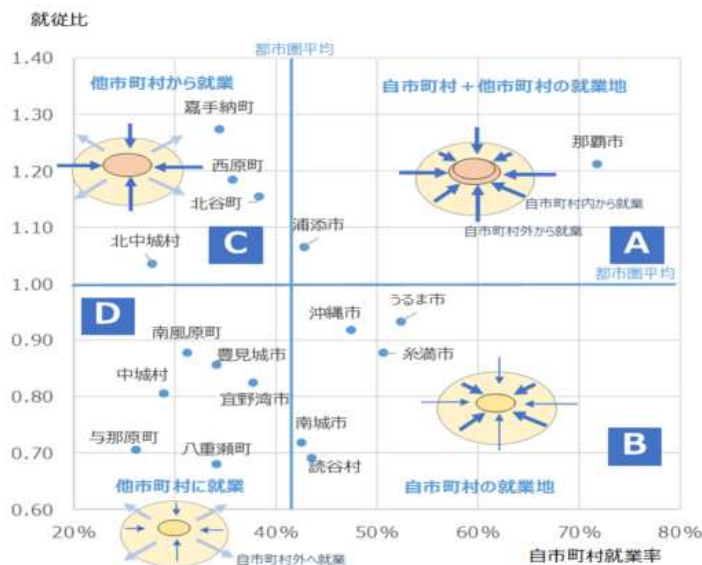 就従比
都市圏平均
1.40
他市町村から就業
自市町村+他市町村の就業地
嘉手納町
1.30
那覇市
西原町
1.20
北谷町
自市町村内から就業
浦添市
自市町村外から就業
1.10
北中城村
C
A
都市圏平均
1.00
D
沖縄市
うるま市
南風原町
0.90
豊見城市
糸満市
中城村
宜野湾市
0.80
南城市
与那原町
八重瀬町
B
0.70
読谷村
他市町村に就業
自市町村の就業地
0.60
20%
40%
50%
60%
70%
80%
自市町村外へ就業
自市町村就業率